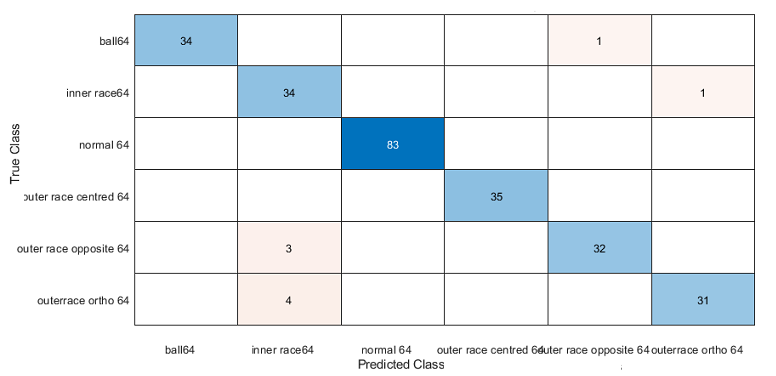 ball64 34 1
inner race64 34 1
normal 64 83
outer race centred 64 35
outer race opposite 64 3 32
outerrace ortho 64 4 31
True Class
ball64 inner race64 normal 64 outer race centred 64 outer race opposite 64 outerrace ortho 64
Predicted Class